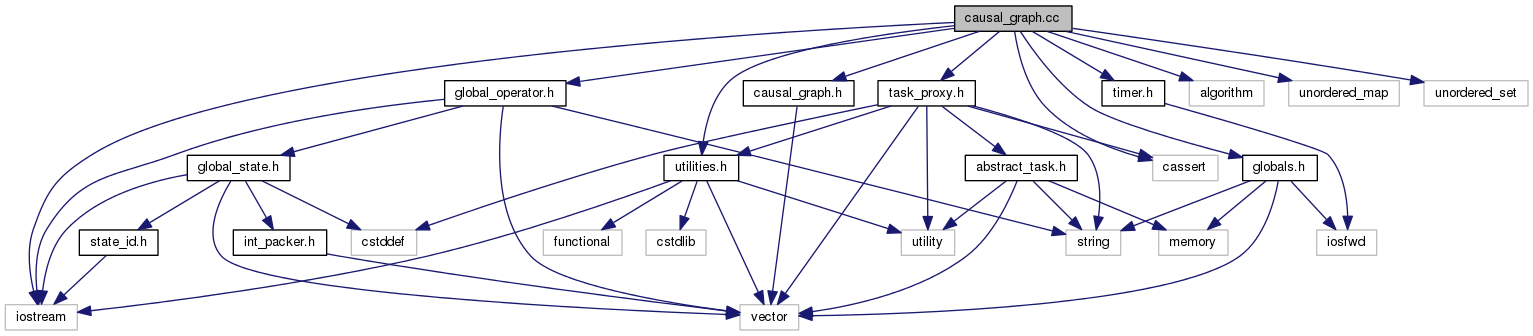 causal_graph.cc
global_operator.h
causal_graph.h
task_proxy.h
timer.h
algorithm
unordered_map
unordered_set
global_state.h
utilities.h
abstract_task.h
cassert
globals.h
state_id.h
int_packer.h
cstddef
functional
cstdlib
utility
string
memory
iosfwd
iostream
vector